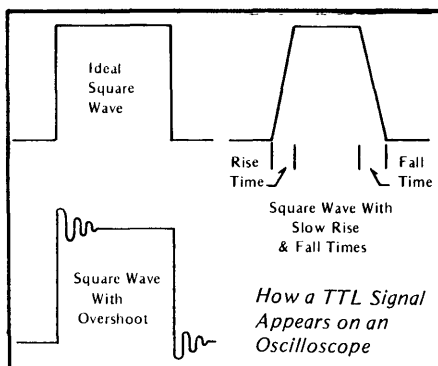 Ideal
Square
Wave
Rise
Time
Fall
Time
Square Wave With
Slow Rise
& Fall Times
Square Wave
With
Overshoot
How a TTL Signal
Appears on an
Oscilloscope